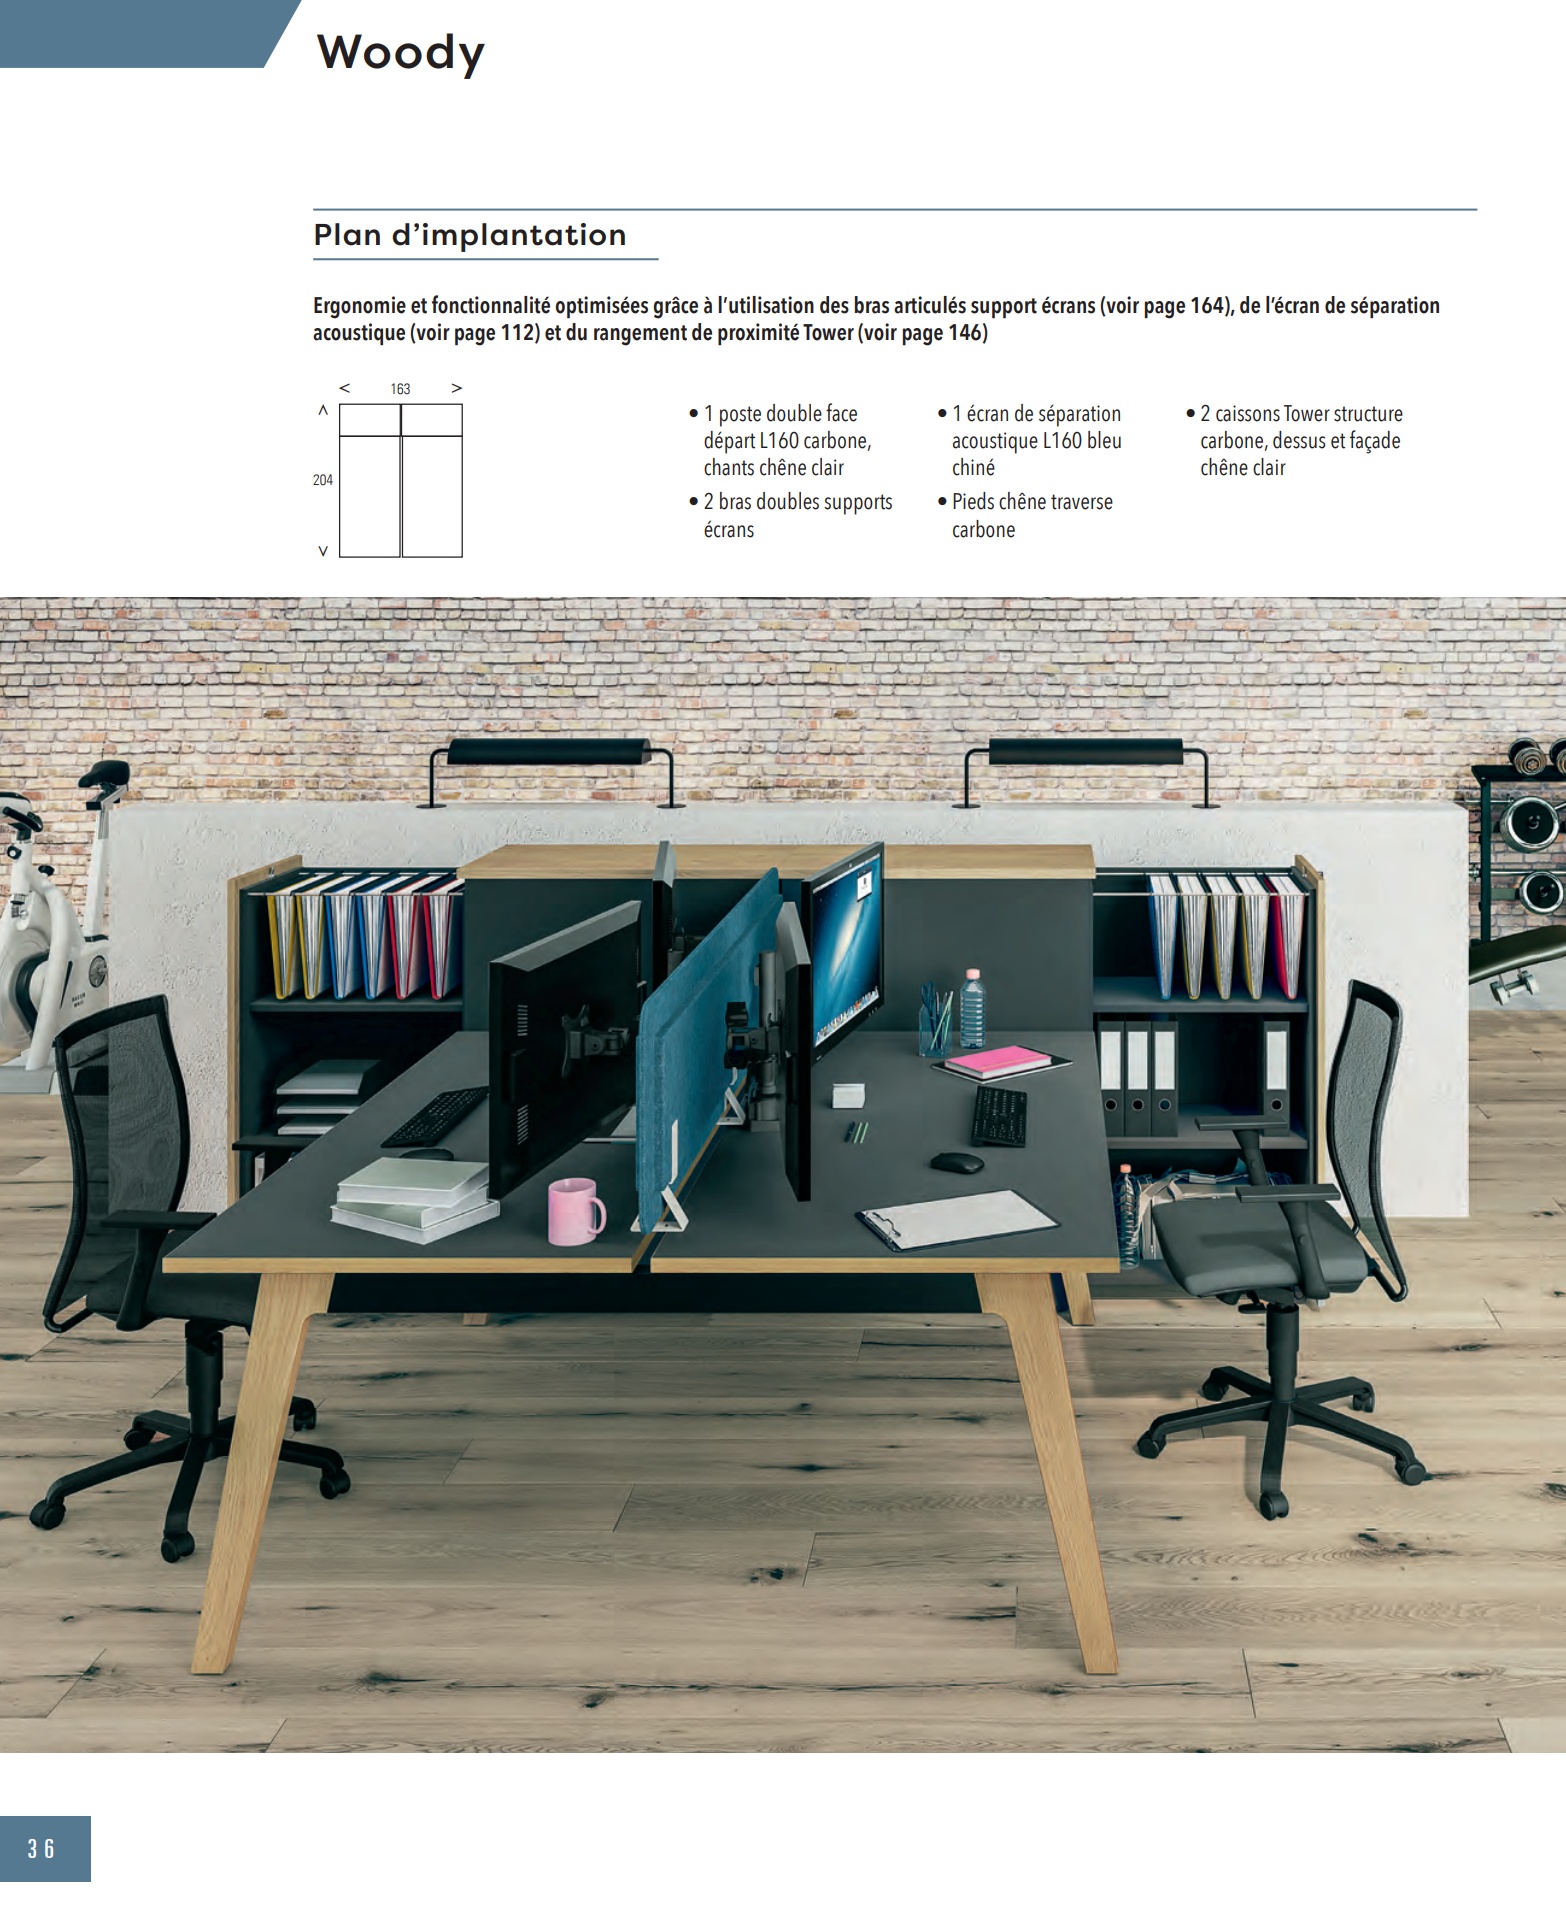 Woody
Plan d'implantation
Ergonomie et fonctionnalité optimisées grâce à l'utilisation des bras articulés support écrans (voir page 164), de l'écran de séparation
acoustique (voir page 112) et du rangement de proximité Tower (voir page 146)
163
204
• 1 poste double face
départ L160 carbone,
chants chêne clair
• 2 bras doubles supports
écrans
• 1 écran de séparation
acoustique L160 bleu
chiné
• Pieds chêne traverse
carbone
• 2 caissons Tower structure
carbone, dessus et façade
chêne clair
36